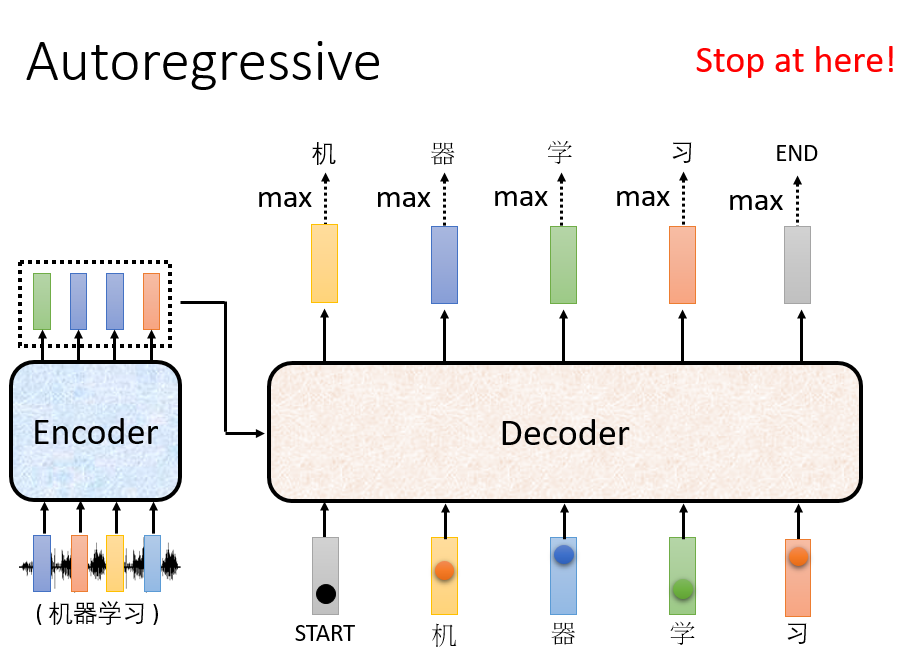 Autoregressive
Stop at here!
机 器 学 习 END
max max max max max
Encoder
Decoder
( 机器学习 )
START 机 器 学 习